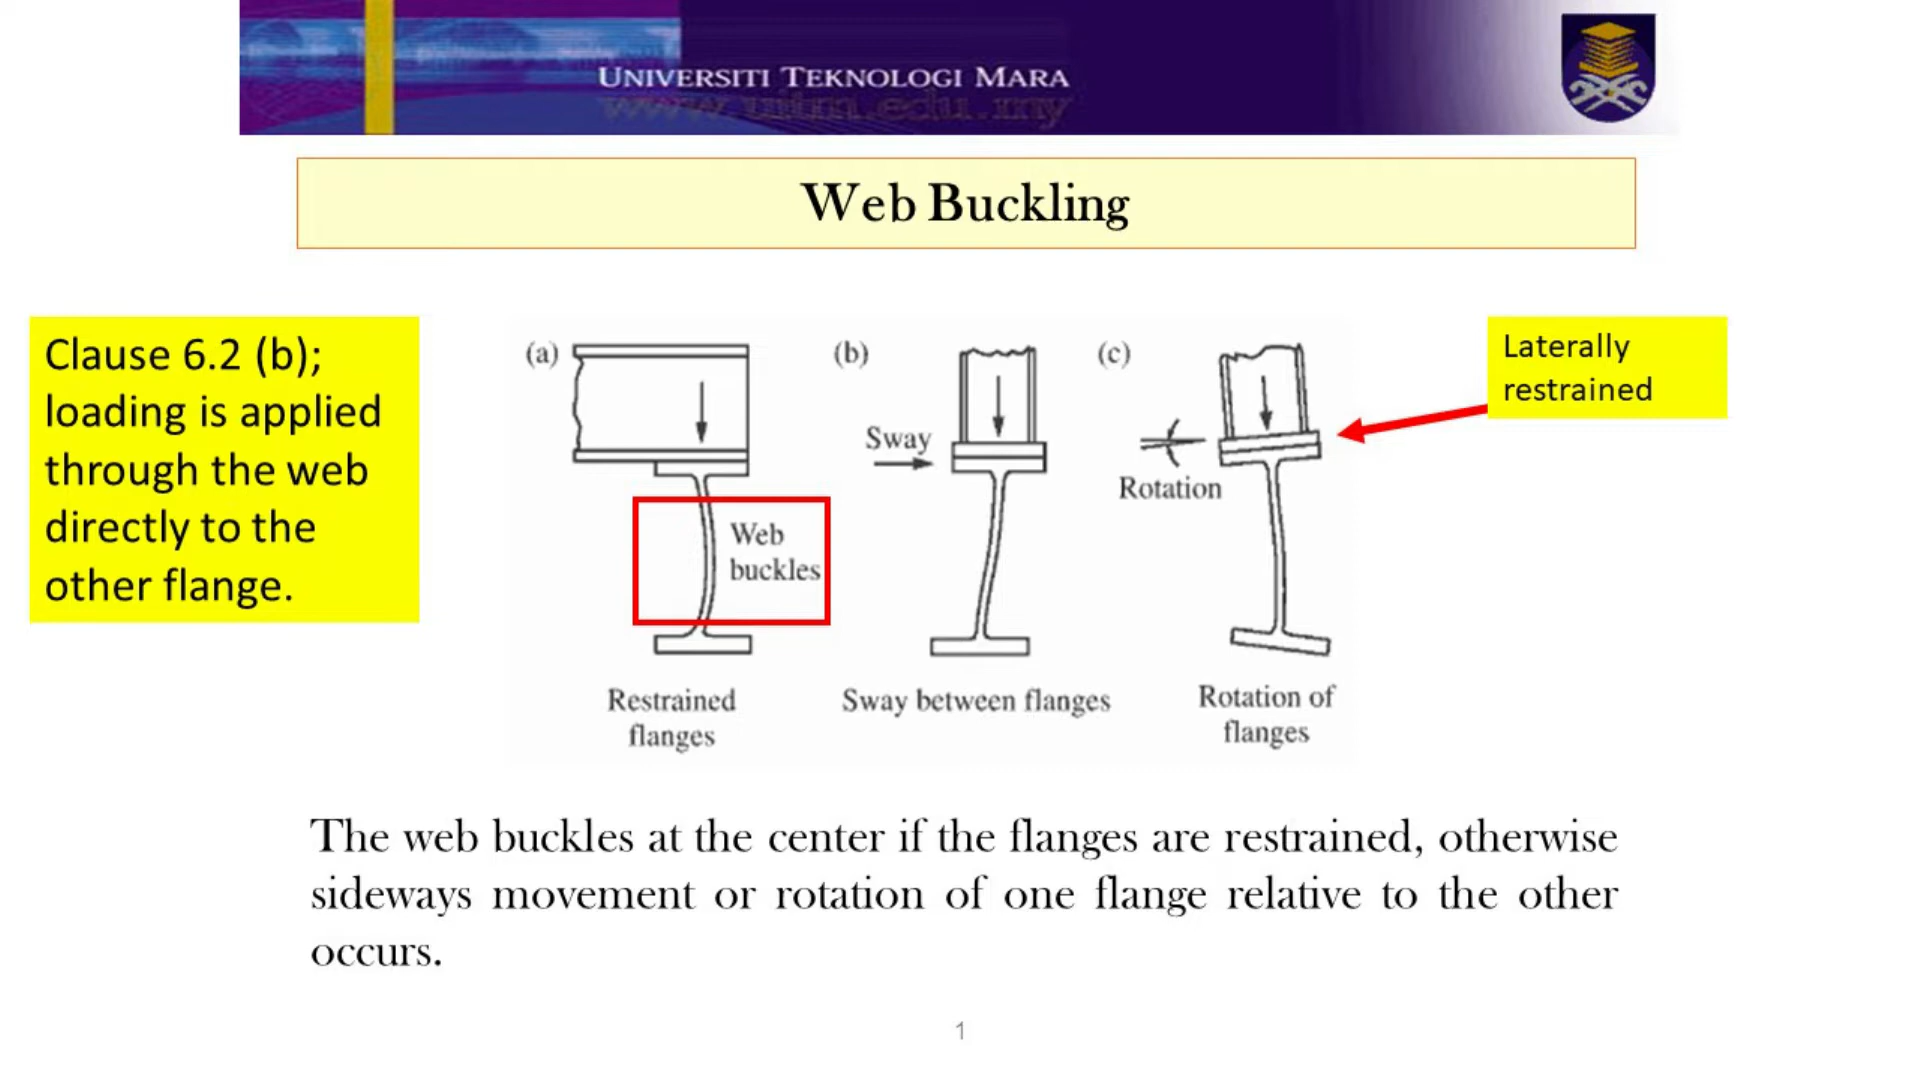 UNIVERSITI TEKNOLOGI MARA
www.uitm.edu.my
Web Buckling
Clause 6.2 (b);
loading is applied
through the web
directly to the
other flange.
(a)
Web
buckles
Restrained
flanges
(b)
Sway
Sway between flanges
(c)
Rotation
Rotation of
flanges
Laterally
restrained
The web buckles at the center if the flanges are restrained, otherwise
sideways movement or rotation of one flange relative to the other
occurs.
1